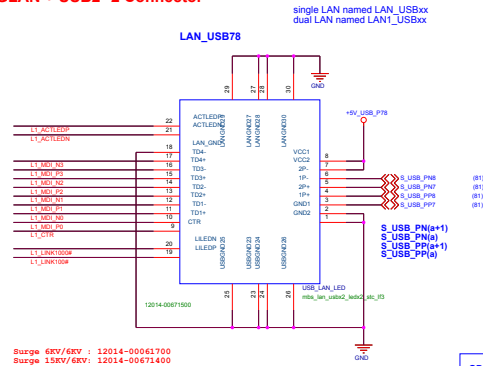 single LAN named LAN_USBxx
dual LAN named LAN1_USBxx
LAN_USB78
29
27
28
30
GND
+5V_USB_P78
L1_ACTLEDP
22
ACTLEDP
LANGND29
LANGND27
LANGND28
LANGND30
L1_ACTLEDN
21
ACTLEDN
18
LAN_GND
17
TD4-
VCC1
8
L1_MDI_N3
16
TD4+
VCC2
7
L1_MDI_P3
15
TD3-
2P-
6
S_USB_PN8
(81)
L1_MDI_N2
14
TD3+
1P-
5
S_USB_PN7
(81)
L1_MDI_P2
13
TD2-
2P+
4
S_USB_PP8
(81)
L1_MDI_N1
12
TD2+
1P+
3
S_USB_PP7
(81)
L1_MDI_P1
11
TD1-
GND1
2
L1_MDI_N0
10
TD1+
GND2
1
L1_MDI_P0
9
CTR
L1_CTR
S_USB_PN(a+1)
S_USB_PN(a)
S_USB_PP(a+1)
S_USB_PP(a)
20
LILEDN
L1_LINK1000#
19
LILEDP
L1_LINK100#
USBGND25
USBGND23
USBGND24
USBGND26
25
23
24
26
USB_LAN_LED
12014-00671500
GND
Surge 6KV/6KV : 12014-00061700
Surge 15KV/6KV: 12014-00671400